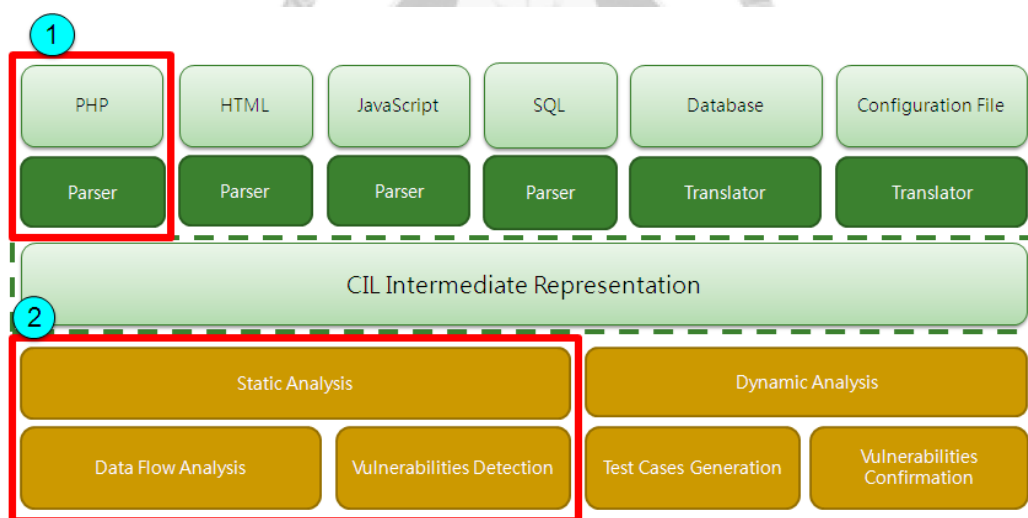 1
PHP
HTML
JavaScript
SQL
Database
Configuration File
Parser
Parser
Parser
Parser
Translator
Translator
CIL Intermediate Representation
2
Static Analysis
Dynamic Analysis
Data Flow Analysis
Vulnerabilities Detection
Test Cases Generation
Vulnerabilities
Confirmation